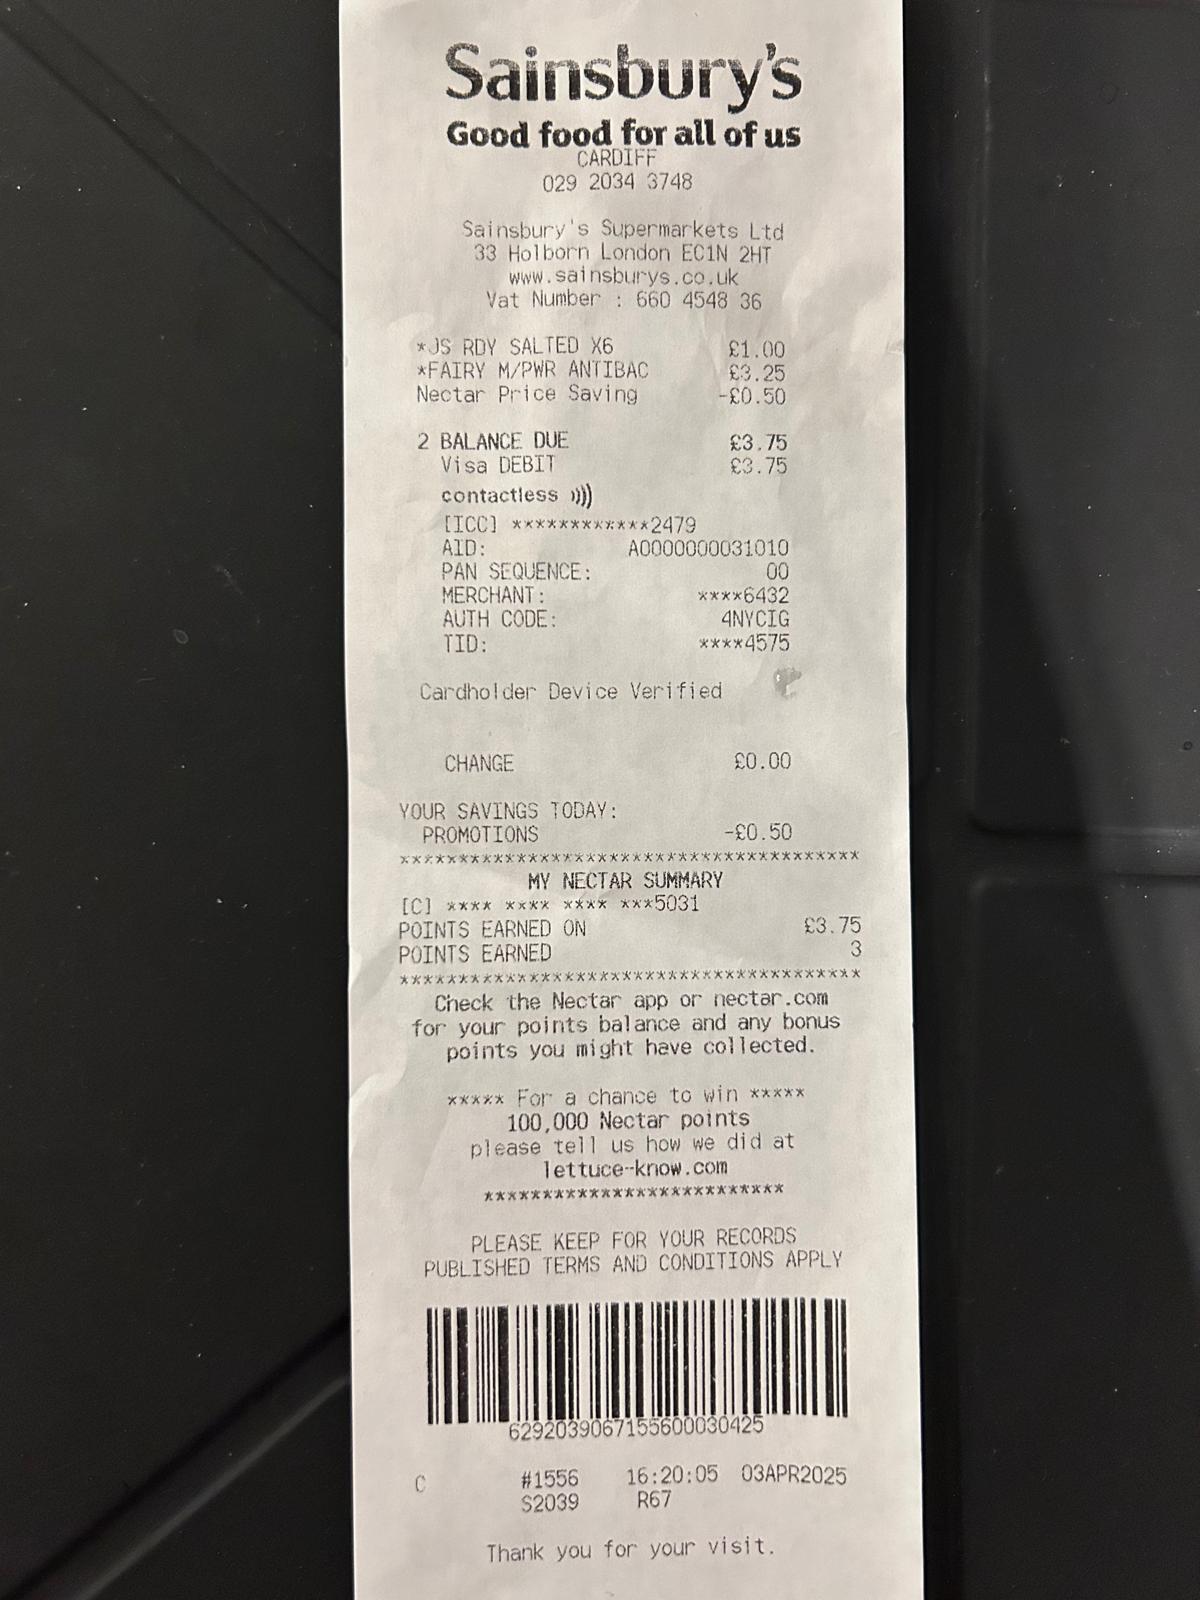 Sainsbury's
Good food for all of us
CARDIFF
029 2034 3748
Sainsbury's Supermarkets Ltd
33 Holborn London EC1N 2HT
www.sainsburys.co.uk
Vat Number : 660 4548 36
*JS RDY SALTED X6 £1.00
*FAIRY M/PWR ANTIBAC £3.25
Nectar Price Saving -£0.50
2 BALANCE DUE £3.75
Visa DEBIT £3.75
contactless
[ICC] ************2479
AID: A0000000031010
PAN SEQUENCE: 00
MERCHANT: ****6432
AUTH CODE: 4NYCIG
TID: ****4575
Cardholder Device Verified
CHANGE £0.00
YOUR SAVINGS TODAY:
PROMOTIONS -£0.50
***************************************
MY NECTAR SUMMARY
[C] **** **** **** ***5031
POINTS EARNED ON £3.75
POINTS EARNED 3
***************************************
Check the Nectar app or nectar.com
for your points balance and any bonus
points you might have collected.
***** For a chance to win *****
100,000 Nectar points
please tell us how we did at
lettuce-know.com
**************************
PLEASE KEEP FOR YOUR RECORDS
PUBLISHED TERMS AND CONDITIONS APPLY
6292039067155600030425
C #1556 16:20:05 03APR2025
S2039 R67
Thank you for your visit.